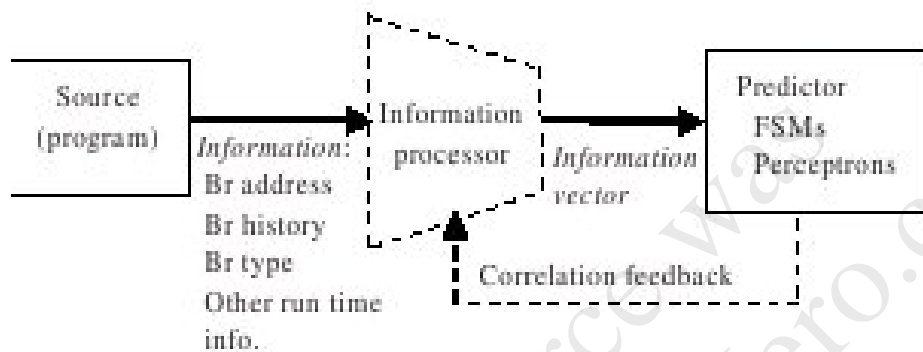 Source
(program)
Information:
Br address
Br history
Br type
Other run time
info.
Information
processor
Information
vector
Predictor
FSMs
Perceptrons
Correlation feedback